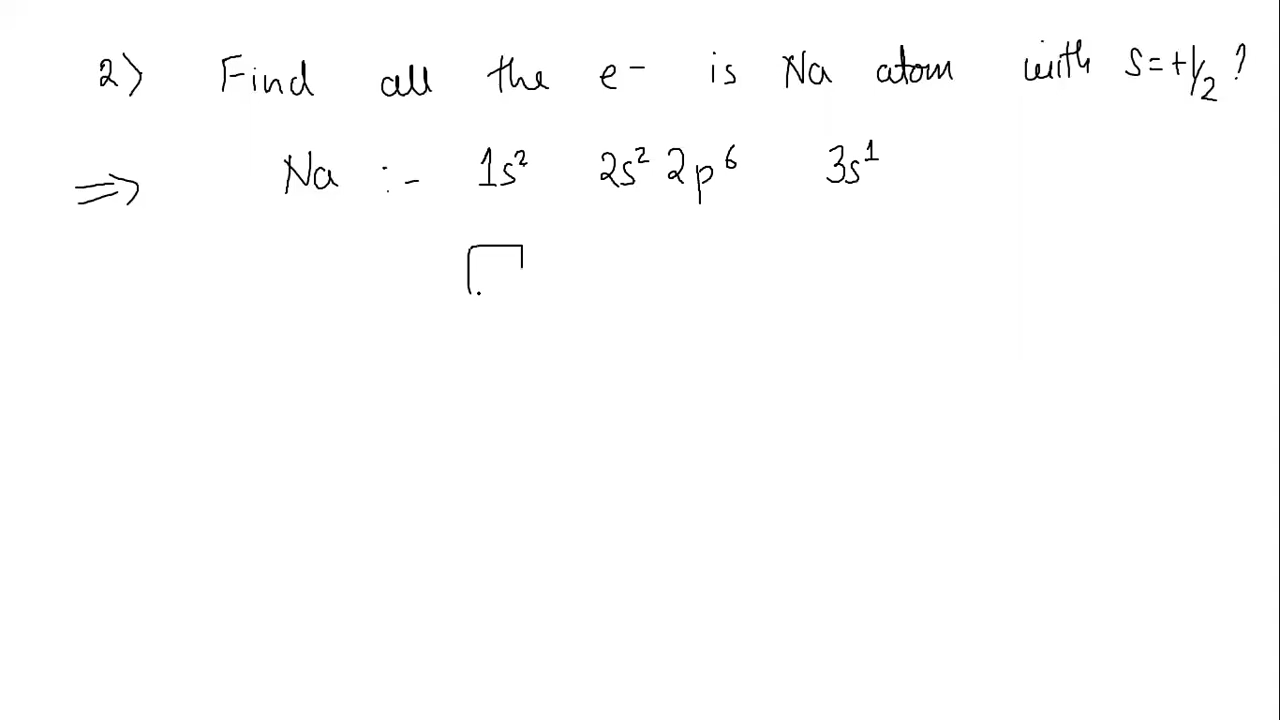 2) Find all the e⁻ is Na atom with s=+1/2 ?
⇒ Na :- 1s² 2s² 2p⁶ 3s¹